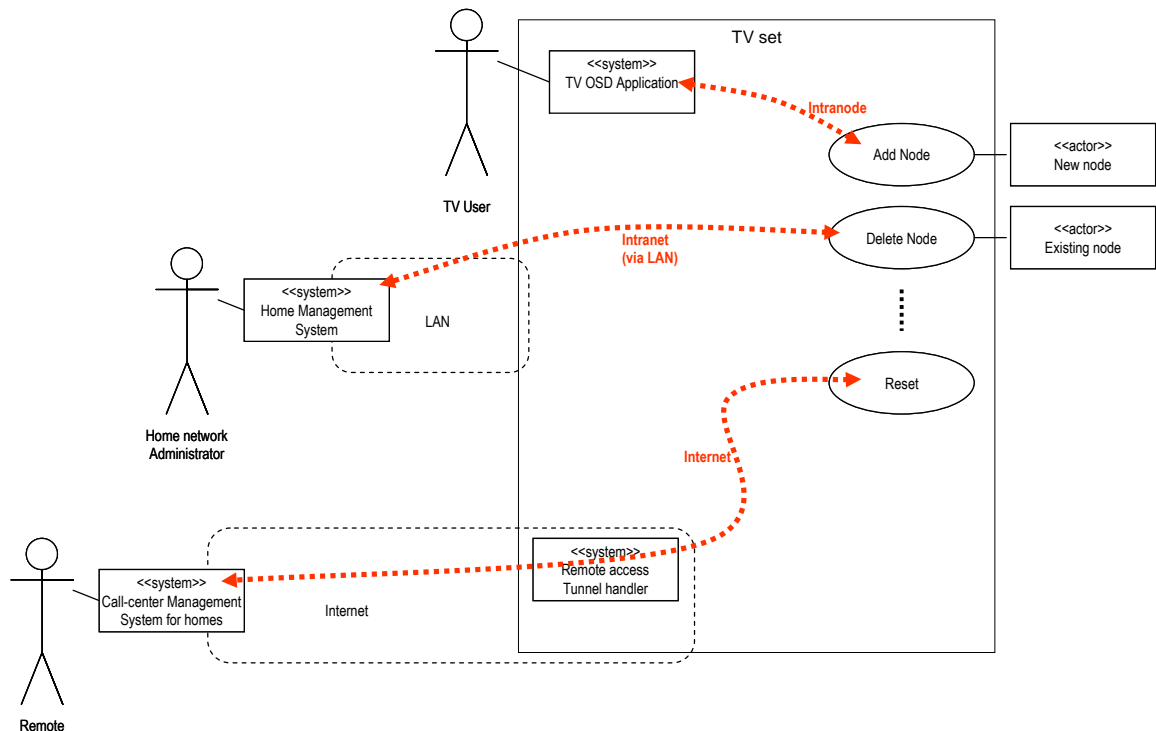 TV set
<<system>>
TV OSD Application
Intranode
Add Node
<<actor>>
New node
TV User
Intranet
(via LAN)
Delete Node
<<actor>>
Existing node
<<system>>
Home Management
System
LAN
Reset
Home network
Administrator
Internet
<<system>>
Remote access
Tunnel handler
<<system>>
Call-center Management
System for homes
Internet
Remote